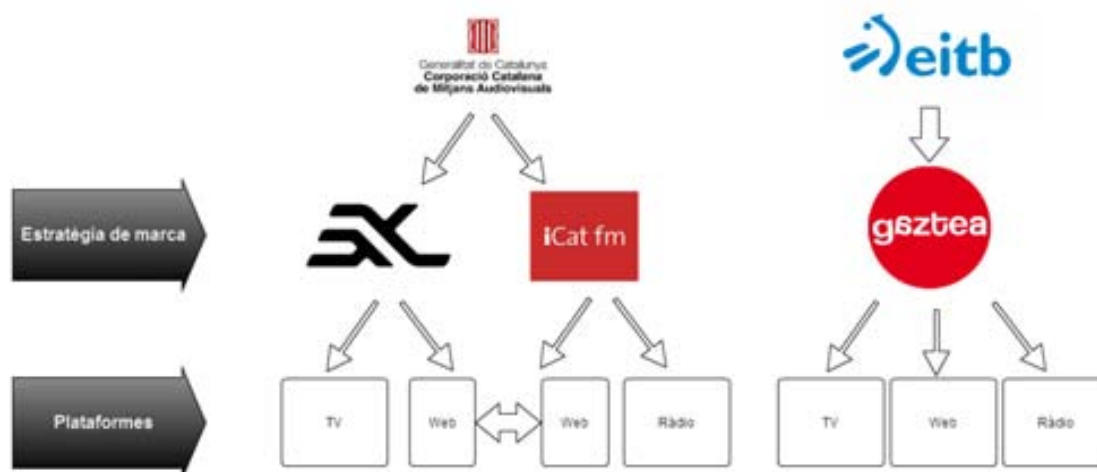 Generalitat de Catalunya
Corporació Catalana
de Mitjans Audiovisuals
eitb
Estratègia de marca
3XL
iCat fm
gaztea
Plataformes
TV
Web
Web
Ràdio
TV
Web
Ràdio